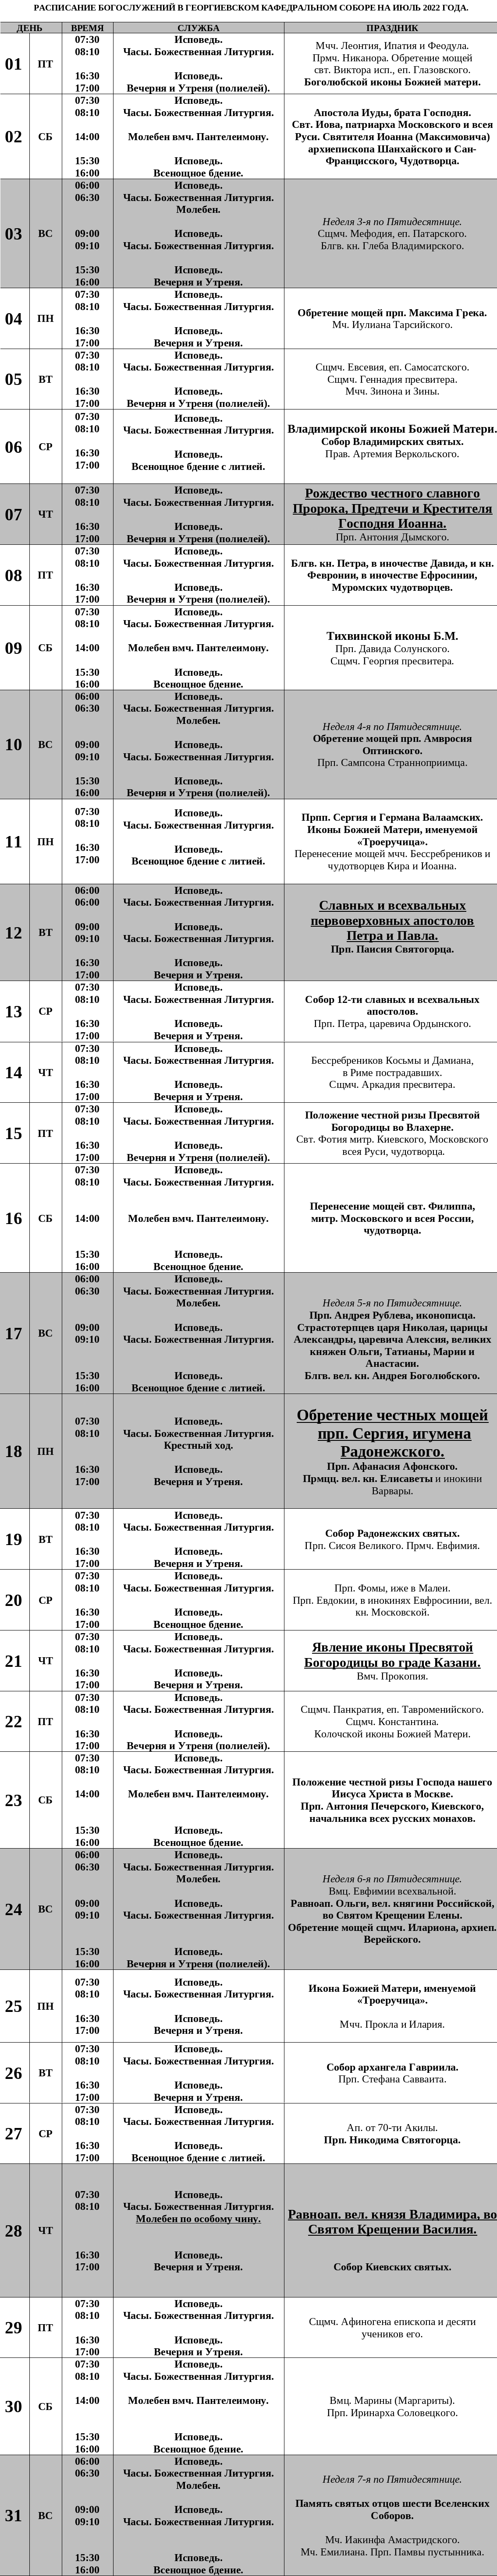 РАСПИСАНИЕ БОГОСЛУЖЕНИЙ В ГЕОРГИЕВСКОМ КАФЕДРАЛЬНОМ СОБОРЕ НА ИЮЛЬ 2022 ГОДА.
ДЕНЬ ВРЕМЯ СЛУЖБА ПРАЗДНИК
01 ПТ
07:30 Исповедь.
08:10 Часы. Божественная Литургия.
16:30 Исповедь.
17:00 Вечерня и Утреня (полиелей).
Мчч. Леонтия, Ипатия и Феодула.
Прмч. Никанора. Обретение мощей
свт. Виктора исп., еп. Глазовского.
Боголюбской иконы Божией матери.
02 СБ
07:30 Исповедь.
08:10 Часы. Божественная Литургия.
14:00 Молебен вмч. Пантелеимону.
15:30 Исповедь.
16:00 Всенощное бдение.
Апостола Иуды, брата Господня.
Свт. Иова, патриарха Московского и всея
Руси. Святителя Иоанна (Максимовича)
архиепископа Шанхайского и Сан-
Францисского, Чудотворца.
03 ВС
06:00 Исповедь.
06:30 Часы. Божественная Литургия.
Молебен.
09:00 Исповедь.
09:10 Часы. Божественная Литургия.
15:30 Исповедь.
16:00 Вечерня и Утреня.
Неделя 3-я по Пятидесятнице.
Сщмч. Мефодия, еп. Патарского.
Блгв. кн. Глеба Владимирского.
04 ПН
07:30 Исповедь.
08:10 Часы. Божественная Литургия.
16:30 Исповедь.
17:00 Вечерня и Утреня.
Обретение мощей прп. Максима Грека.
Мч. Иулиана Тарсийского.
05 ВТ
07:30 Исповедь.
08:10 Часы. Божественная Литургия.
16:30 Исповедь.
17:00 Вечерня и Утреня (полиелей).
Сщмч. Евсевия, еп. Самосатского.
Сщмч. Геннадия пресвитера.
Мчч. Зинона и Зины.
06 СР
07:30 Исповедь.
08:10 Часы. Божественная Литургия.
16:30 Исповедь.
17:00 Всенощное бдение с литией.
Владимирской иконы Божией Матери.
Собор Владимирских святых.
Прав. Артемия Веркольского.
07 ЧТ
07:30 Исповедь.
08:10 Часы. Божественная Литургия.
16:30 Исповедь.
17:00 Вечерня и Утреня (полиелей).
Рождество честного славного
Пророка, Предтечи и Крестителя
Господня Иоанна.
Прп. Антония Дымского.
08 ПТ
07:30 Исповедь.
08:10 Часы. Божественная Литургия.
16:30 Исповедь.
17:00 Вечерня и Утреня (полиелей).
Блгв. кн. Петра, в иночестве Давида, и кн.
Февронии, в иночестве Ефросинии,
Муромских чудотворцев.
09 СБ
07:30 Исповедь.
08:10 Часы. Божественная Литургия.
14:00 Молебен вмч. Пантелеимону.
15:30 Исповедь.
16:00 Всенощное бдение.
Тихвинской иконы Б.М.
Прп. Давида Солунского.
Сщмч. Георгия пресвитера.
10 ВС
06:00 Исповедь.
06:30 Часы. Божественная Литургия
Молебен.
09:00 Исповедь.
09:10 Часы. Божественная Литургия.
15:30 Исповедь.
16:00 Вечерня и Утреня (полиелей).
Неделя 4-я по Пятидесятнице.
Обретение мощей прп. Амвросия
Оптинского.
Прп. Сампсона Странноприимца.
11 ПН
07:30 Исповедь.
08:10 Часы. Божественная Литургия.
16:30 Исповедь.
17:00 Всенощное бдение с литией.
Прпп. Сергия и Германа Валаамских.
Иконы Божией Матери, именуемой
«Троеручица».
Перенесение мощей мчч. Бессребреников и
чудотворцев Кира и Иоанна.
12 ВТ
06:00 Исповедь.
06:00 Часы. Божественная Литургия.
09:00 Исповедь.
09:10 Часы. Божественная Литургия.
16:30 Исповедь.
17:00 Вечерня и Утреня.
Славных и всехвальных
первоверховных апостолов
Петра и Павла.
Прп. Паисия Святогорца.
13 СР
07:30 Исповедь.
08:10 Часы. Божественная Литургия.
16:30 Исповедь.
17:00 Вечерня и Утреня.
Собор 12-ти славных и всехвальных
апостолов.
Прп. Петра, царевича Ордынского.
14 ЧТ
07:30 Исповедь.
08:10 Часы. Божественная Литургия.
16:30 Исповедь.
17:00 Вечерня и Утреня.
Бессребреников Косьмы и Дамиана,
в Риме пострадавших.
Сщмч. Аркадия пресвитера.
15 ПТ
07:30 Исповедь.
08:10 Часы. Божественная Литургия.
16:30 Исповедь.
17:00 Вечерня и Утреня (полиелей).
Положение честной ризы Пресвятой
Богородицы во Влахерне.
Свт. Фотия митр. Киевского, Московского
всея Руси, чудотворца.
16 СБ
07:30 Исповедь.
08:10 Часы. Божественная Литургия.
14:00 Молебен вмч. Пантелеимону.
15:30 Исповедь.
16:00 Всенощное бдение.
Перенесение мощей свт. Филиппа,
митр. Московского и всея России,
чудотворца.
17 ВС
06:00 Исповедь.
06:30 Часы. Божественная Литургия.
Молебен.
09:00 Исповедь.
09:10 Часы. Божественная Литургия.
15:30 Исповедь.
16:00 Всенощное бдение с литией.
Неделя 5-я по Пятидесятнице.
Прп. Андрея Рублева, иконописца.
Страстотерпцев царя Николая, царицы
Александры, царевича Алексия, великих
княжен Ольги, Татианы, Марии и
Анастасии.
Блгв. вел. кн. Андрея Боголюбского.
18 ПН
07:30 Исповедь.
08:10 Часы. Божественная Литургия.
Крестный ход.
16:30 Исповедь.
17:00 Вечерня и Утреня.
Обретение честных мощей
прп. Сергия, игумена
Радонежского.
Прп. Афанасия Афонского.
Прмцц. вел. кн. Елисаветы и инокини
Варвары.
19 ВТ
07:30 Исповедь.
08:10 Часы. Божественная Литургия.
16:30 Исповедь.
17:00 Вечерня и Утреня.
Собор Радонежских святых.
Прп. Сисоя Великого. Прмч. Евфимия.
20 СР
07:30 Исповедь.
08:10 Часы. Божественная Литургия.
16:30 Исповедь.
17:00 Всенощное бдение.
Прп. Фомы, иже в Малеи.
Прп. Евдокии, в инокинях Евфросинии, вел.
кн. Московской.
21 ЧТ
07:30 Исповедь.
08:10 Часы. Божественная Литургия.
16:30 Исповедь.
17:00 Вечерня и Утреня.
Явление иконы Пресвятой
Богородицы во граде Казани.
Вмч. Прокопия.
22 ПТ
07:30 Исповедь.
08:10 Часы. Божественная Литургия.
16:30 Исповедь.
17:00 Вечерня и Утреня (полиелей).
Сщмч. Панкратия, еп. Тавроменийского.
Сщмч. Константина.
Колочской иконы Божией Матери.
23 СБ
07:30 Исповедь.
08:10 Часы. Божественная Литургия.
14:00 Молебен вмч. Пантелеимону.
15:30 Исповедь.
16:00 Всенощное бдение.
Положение честной ризы Господа нашего
Иисуса Христа в Москве.
Прп. Антония Печерского, Киевского,
начальника всех русских монахов.
24 ВС
06:00 Исповедь.
06:30 Часы. Божественная Литургия
Молебен.
09:00 Исповедь.
09:10 Часы. Божественная Литургия.
15:30 Исповедь.
16:00 Вечерня и Утреня (полиелей).
Неделя 6-я по Пятидесятнице.
Вмц. Евфимии всехвальной.
Равноап. Ольги, вел. княгини Российской,
во Святом Крещении Елены.
Обретение мощей сщмч. Илариона, архиеп.
Верейского.
25 ПН
07:30 Исповедь.
08:10 Часы. Божественная Литургия.
16:30 Исповедь.
17:00 Вечерня и Утреня.
Икона Божией Матери, именуемой
«Троеручица».
Мчч. Прокла и Илария.
26 ВТ
07:30 Исповедь.
08:10 Часы. Божественная Литургия.
16:30 Исповедь.
17:00 Вечерня и Утреня.
Собор архангела Гавриила.
Прп. Стефана Савваита.
27 СР
07:30 Исповедь.
08:10 Часы. Божественная Литургия.
16:30 Исповедь.
17:00 Всенощное бдение с литией.
Ап. от 70-ти Акилы.
Прп. Никодима Святогорца.
28 ЧТ
07:30 Исповедь.
08:10 Часы. Божественная Литургия
Молебен по особому чину.
16:30 Исповедь.
17:00 Вечерня и Утреня.
Равноап. вел. князя Владимира, во
Святом Крещении Василия.
Собор Киевских святых.
29 ПТ
07:30 Исповедь.
08:10 Часы. Божественная Литургия.
16:30 Исповедь.
17:00 Вечерня и Утреня.
Сщмч. Афиногена епископа и десяти
учеников его.
30 СБ
07:30 Исповедь.
08:10 Часы. Божественная Литургия.
14:00 Молебен вмч. Пантелеимону.
15:30 Исповедь.
16:00 Всенощное бдение.
Вмц. Марины (Маргариты).
Прп. Иринарха Соловецкого.
31 ВС
06:00 Исповедь.
06:30 Часы. Божественная Литургия
Молебен.
09:00 Исповедь.
09:10 Часы. Божественная Литургия.
15:30 Исповедь.
16:00 Всенощное бдение.
Неделя 7-я по Пятидесятнице.
Память святых отцов шести Вселенских
Соборов.
Мч. Иакинфа Амастридского.
Мч. Емилиана. Прп. Памвы пустынника.